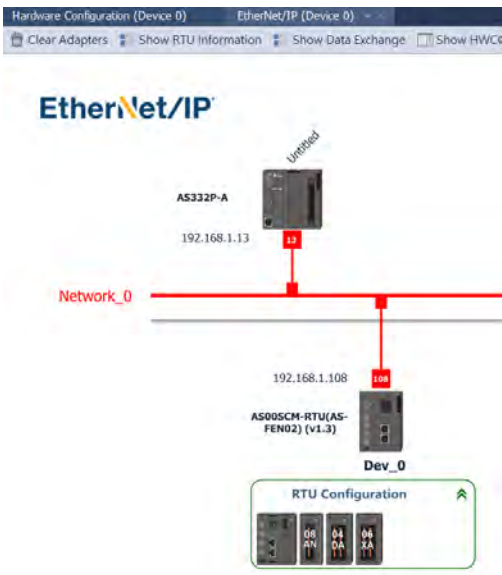 Hardware Configuration (Device 0) EtherNet/IP (Device 0)
Clear Adapters Show RTU Information Show Data Exchange Show HWCO
EtherNet/IP
Untitled
AS332P-A
192.168.1.13
13
Network_0
192.168.1.108
108
AS00SCM-RTU(AS-
FEN02) (v1.3)
Dev_0
RTU Configuration
08 04 06
AN DA XA